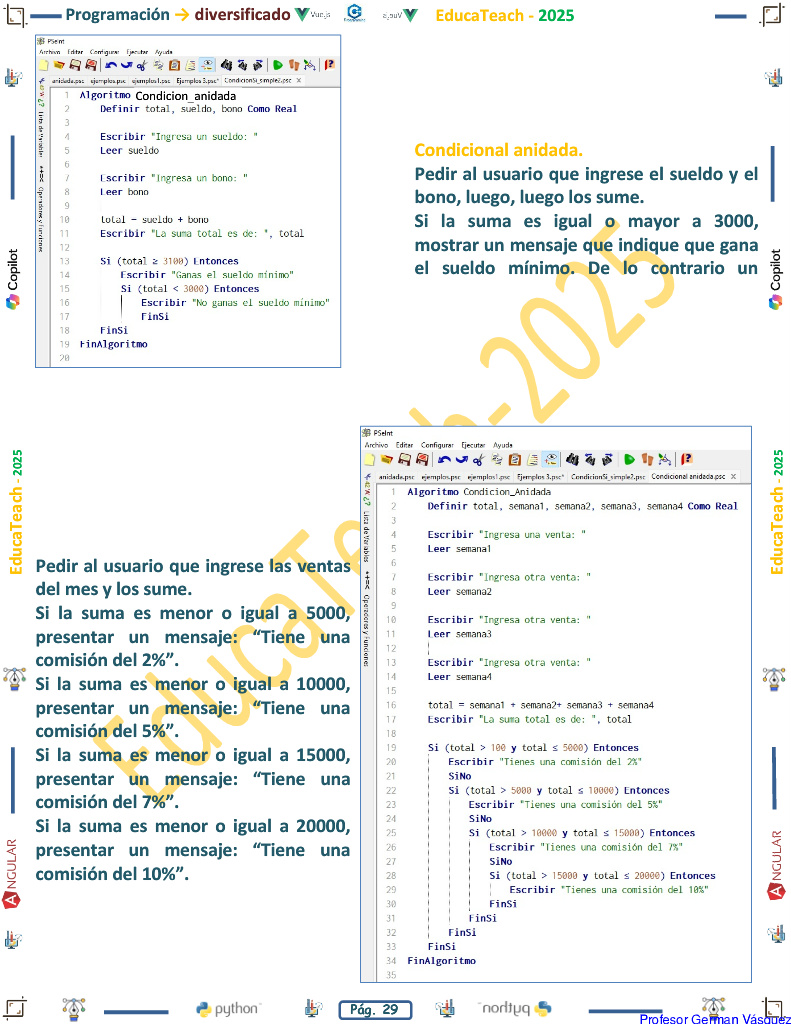 Programación → diversificado Vue.js EducaTeach - 2025
PSeInt
Archivo Editar Configurar Ejecutar Ayuda
anidada.psc ejemplos.psc ejemplos1.psc Ejemplos 3.psc* CondicionSi_simple2.psc X
1 Algoritmo Condicion_anidada
2 Definir total, sueldo, bono Como Real
3
4 Escribir "Ingresa un sueldo: "
5 Leer sueldo
6
7 Escribir "Ingresa un bono: "
8 Leer bono
9
10 total = sueldo + bono
11 Escribir "La suma total es de: ", total
12
13 Si (total ≥ 3100) Entonces
14 Escribir "Ganas el sueldo mínimo"
15 Si (total < 3000) Entonces
16 Escribir "No ganas el sueldo mínimo"
17 FinSi
18 FinSi
19 FinAlgoritmo
20
Lista de Variables
Operadores y Funciones
Condicional anidada.
Pedir al usuario que ingrese el sueldo y el
bono, luego, luego los sume.
Si la suma es igual o mayor a 3000,
mostrar un mensaje que indique que gana
el sueldo mínimo. De lo contrario un
Copilot
Copilot
EducaTeach-2025
EducaTeach - 2025
EducaTeach - 2025
Pedir al usuario que ingrese las ventas
del mes y los sume.
Si la suma es menor o igual a 5000,
presentar un mensaje: “Tiene una
comisión del 2%”.
Si la suma es menor o igual a 10000,
presentar un mensaje: “Tiene una
comisión del 5%”.
Si la suma es menor o igual a 15000,
presentar un mensaje: “Tiene una
comisión del 7%”.
Si la suma es menor o igual a 20000,
presentar un mensaje: “Tiene una
comisión del 10%”.
PSeInt
Archivo Editar Configurar Ejecutar Ayuda
anidada.psc ejemplos.psc ejemplos1.psc Ejemplos 3.psc* CondicionSi_simple2.psc Condicional anidada.psc X
1 Algoritmo Condicion_Anidada
2 Definir total, semana1, semana2, semana3, semana4 Como Real
3
4 Escribir "Ingresa una venta: "
5 Leer semana1
6
7 Escribir "Ingresa otra venta: "
8 Leer semana2
9
10 Escribir "Ingresa otra venta: "
11 Leer semana3
12
13 Escribir "Ingresa otra venta: "
14 Leer semana4
15
16 total = semana1 + semana2+ semana3 + semana4
17 Escribir "La suma total es de: ", total
18
19 Si (total > 100 y total ≤ 5000) Entonces
20 Escribir "Tienes una comisión del 2%"
21 SiNo
22 Si (total > 5000 y total ≤ 10000) Entonces
23 Escribir "Tienes una comisión del 5%"
24 SiNo
25 Si (total > 10000 y total ≤ 15000) Entonces
26 Escribir "Tienes una comisión del 7%"
27 SiNo
28 Si (total > 15000 y total ≤ 20000) Entonces
29 Escribir "Tienes una comisión del 10%"
30 FinSi
31 FinSi
32 FinSi
33 FinSi
34 FinAlgoritmo
35
Lista de Variables
Operadores y Funciones
ANGULAR
ANGULAR
python
Pág. 29
python
Profesor German Vásquez